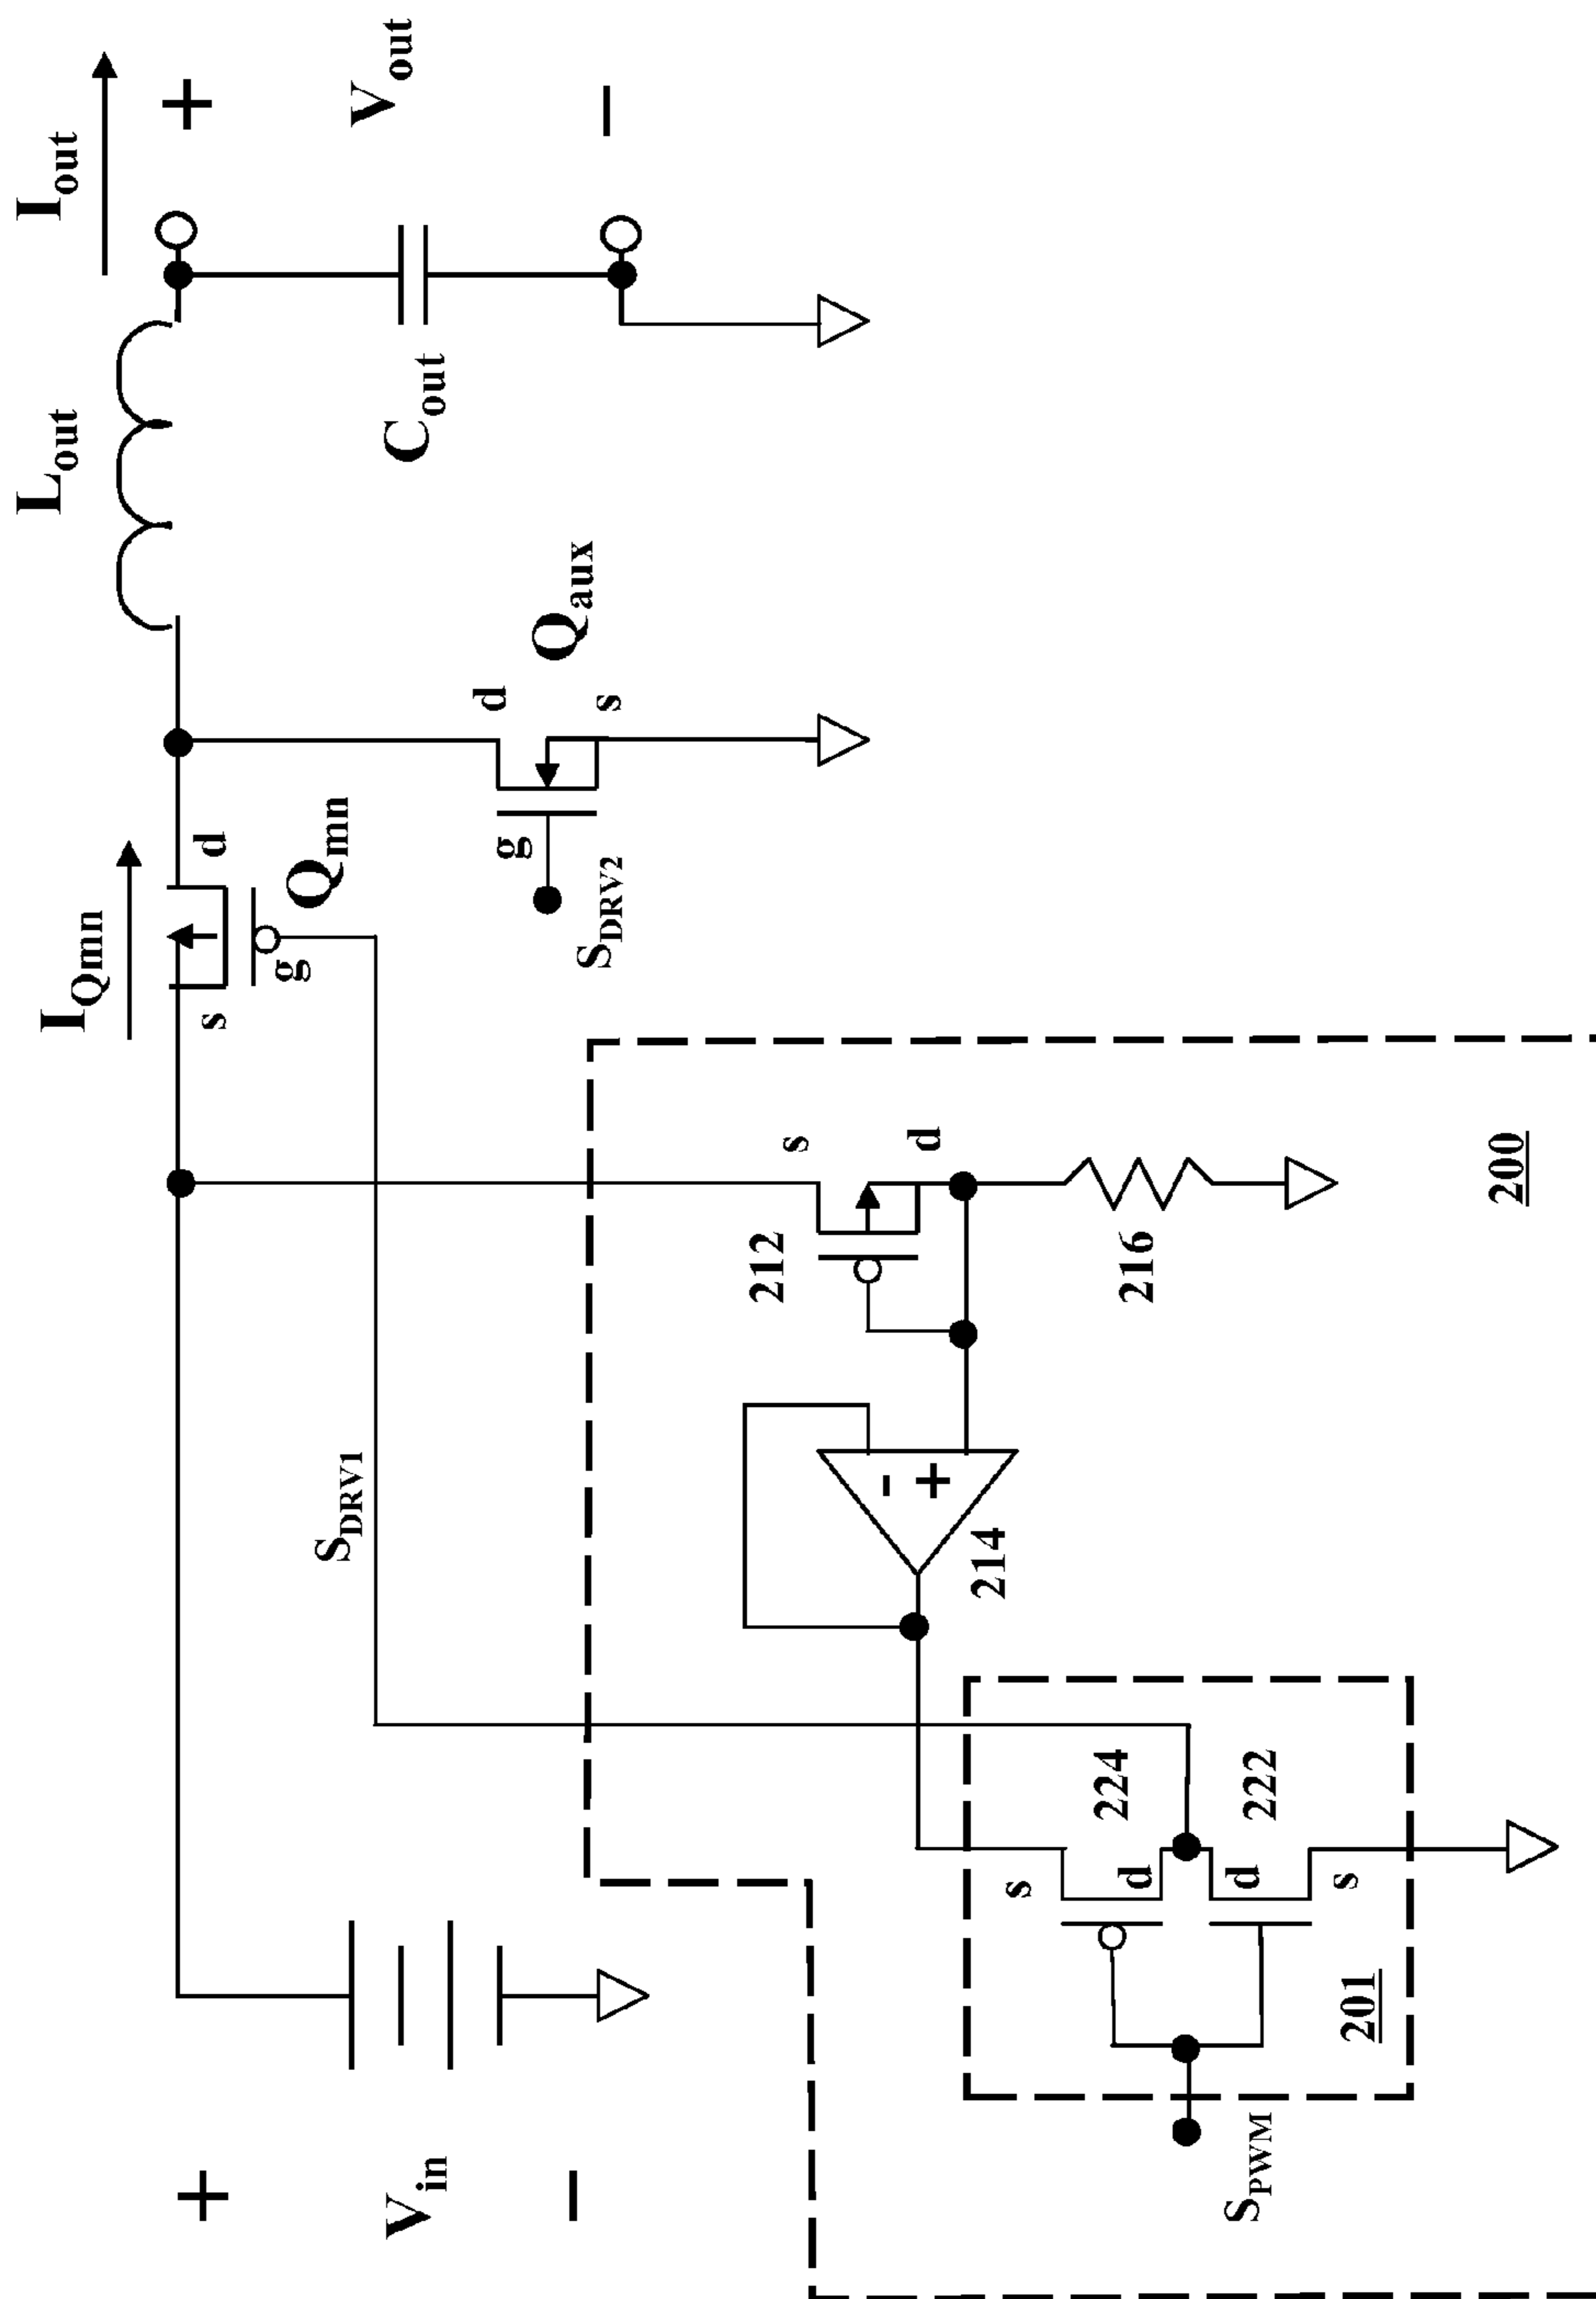 I_Qmn
L_out
I_out
s
d
+
+
g
Q_mn
S_DRV1
V_in
C_out
V_out
d
g
Q_aux
s
S_DRV2
−
−
212
s
-
+
d
214
s
224
d
216
d
222
S_PWM
201
s
200